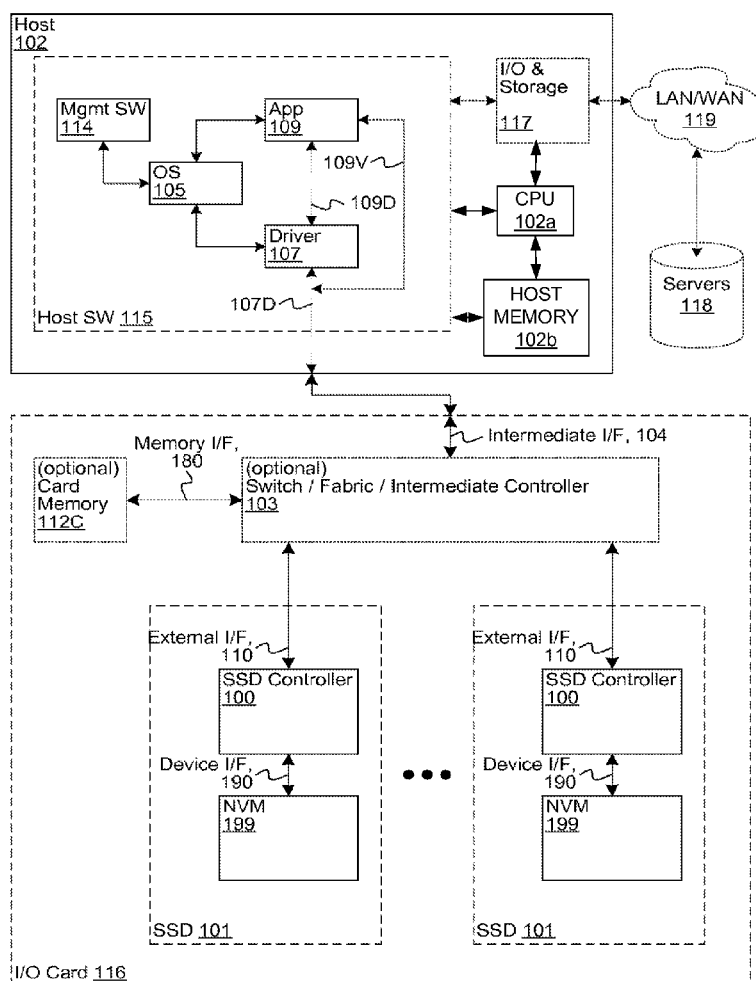 Host
102
Mgmt SW
114
App
109
I/O &
Storage
117
LAN/WAN
119
109V
OS
105
109D
CPU
102a
Driver
107
Servers
118
107D
HOST
MEMORY
102b
Host SW 115
Memory I/F,
180
Intermediate I/F, 104
(optional)
Card
Memory
112C
(optional)
Switch / Fabric / Intermediate Controller
103
External I/F,
110
External I/F,
110
SSD Controller
100
SSD Controller
100
Device I/F,
190
Device I/F,
190
NVM
199
NVM
199
SSD 101
SSD 101
I/O Card 116